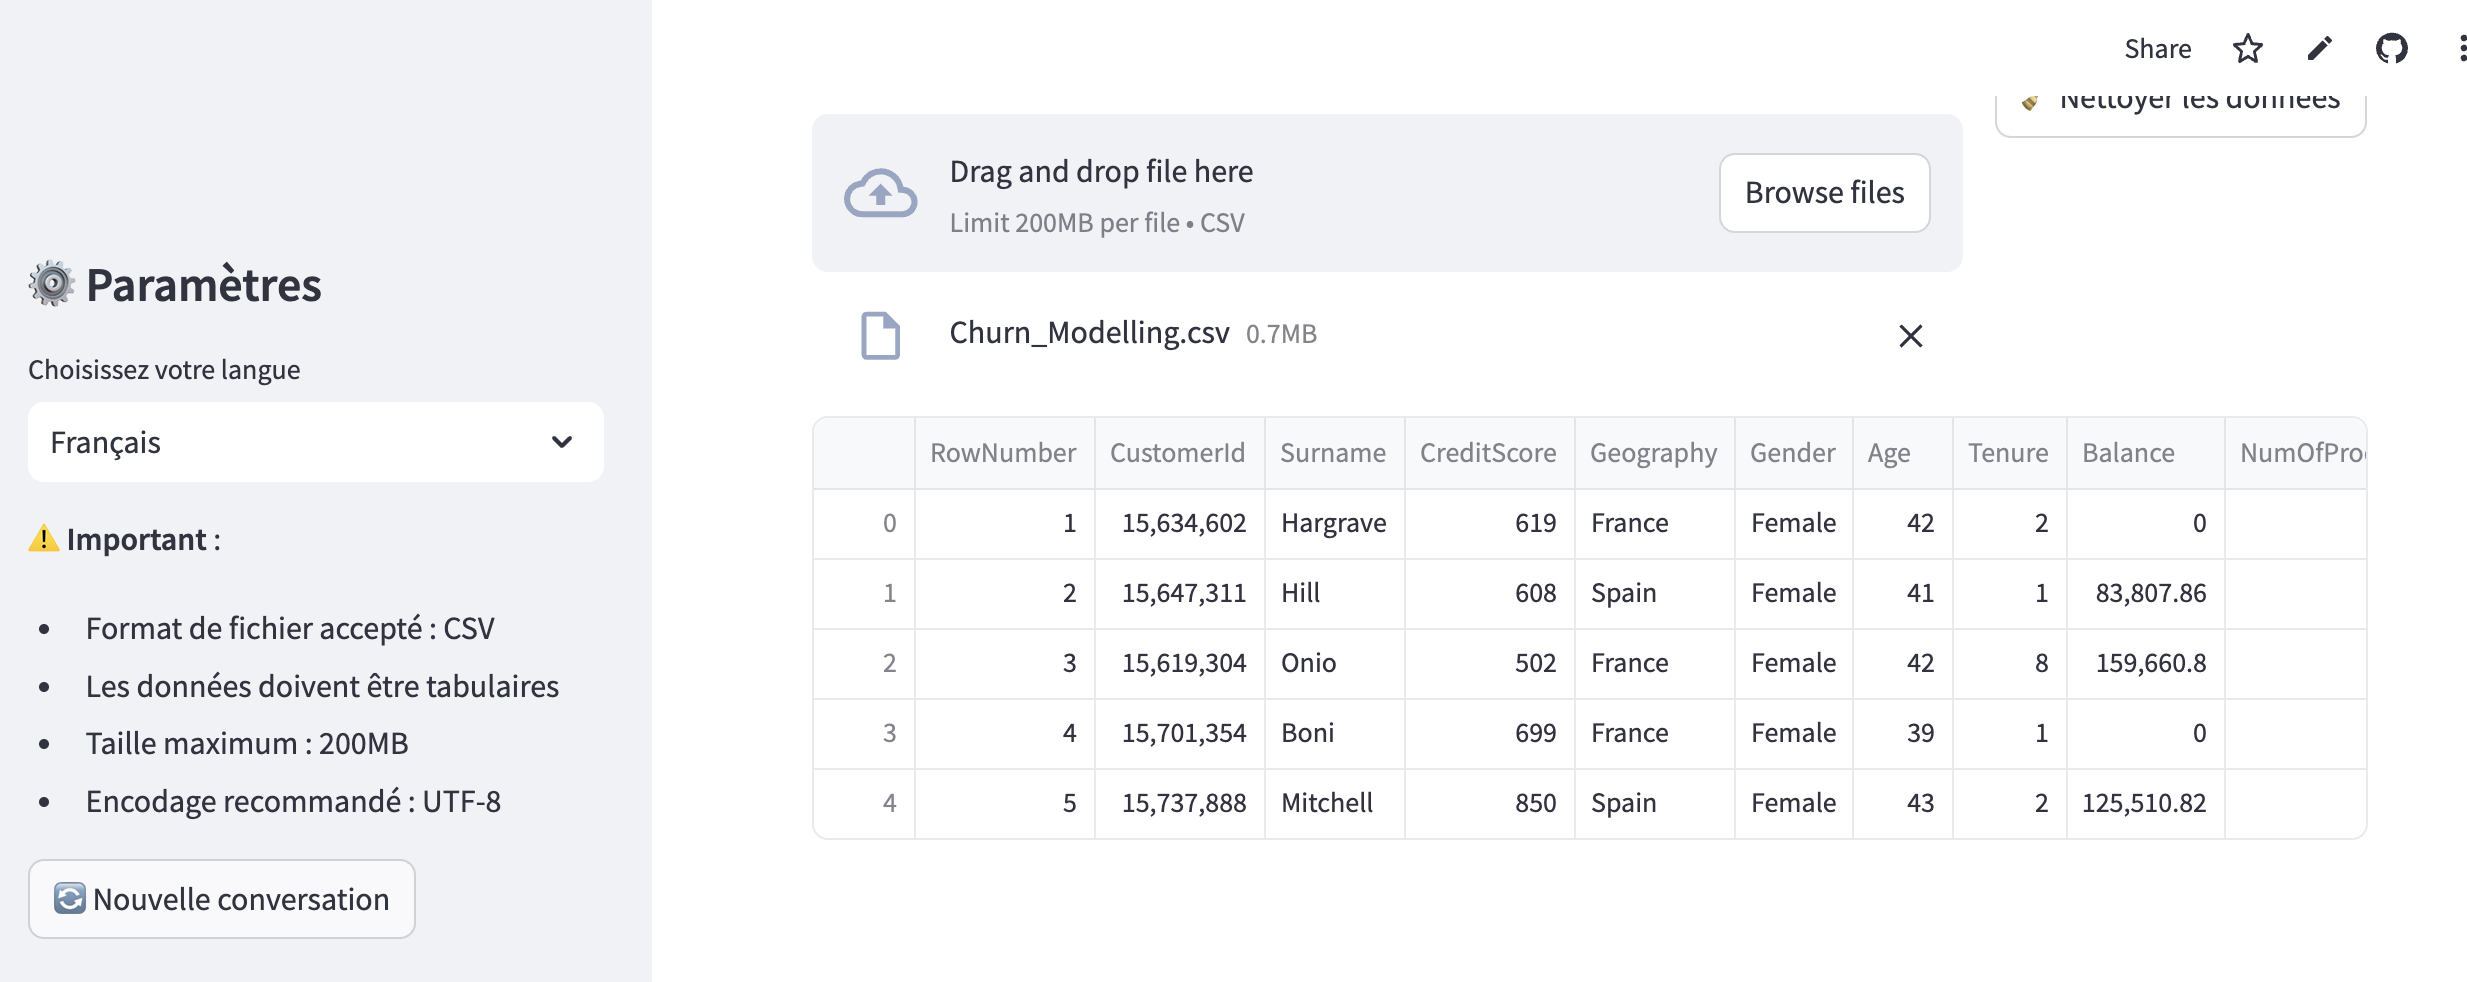 Share
Nettoyer les données
Drag and drop file here
Limit 200MB per file • CSV
Browse files
Churn_Modelling.csv 0.7MB
Paramètres
Choisissez votre langue
Français
Important :
• Format de fichier accepté : CSV
• Les données doivent être tabulaires
• Taille maximum : 200MB
• Encodage recommandé : UTF-8
Nouvelle conversation
RowNumber CustomerId Surname CreditScore Geography Gender Age Tenure Balance NumOfPro
0 1 15,634,602 Hargrave 619 France Female 42 2 0
1 2 15,647,311 Hill 608 Spain Female 41 1 83,807.86
2 3 15,619,304 Onio 502 France Female 42 8 159,660.8
3 4 15,701,354 Boni 699 France Female 39 1 0
4 5 15,737,888 Mitchell 850 Spain Female 43 2 125,510.82